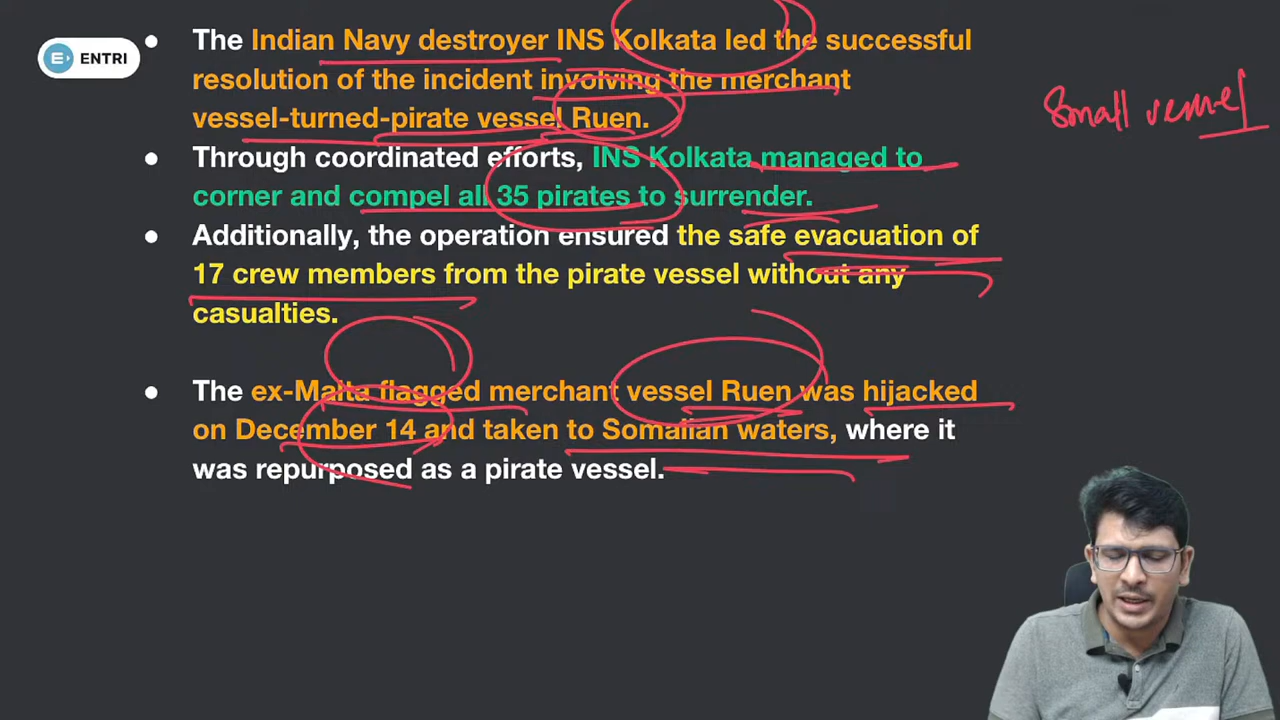 ENTRI
The Indian Navy destroyer INS Kolkata led the successful
resolution of the incident involving the merchant
vessel-turned-pirate vessel Ruen.
Small vessel
Through coordinated efforts, INS Kolkata managed to
corner and compel all 35 pirates to surrender.
Additionally, the operation ensured the safe evacuation of
17 crew members from the pirate vessel without any
casualties.
The ex-Malta flagged merchant vessel Ruen was hijacked
on December 14 and taken to Somalian waters, where it
was repurposed as a pirate vessel.